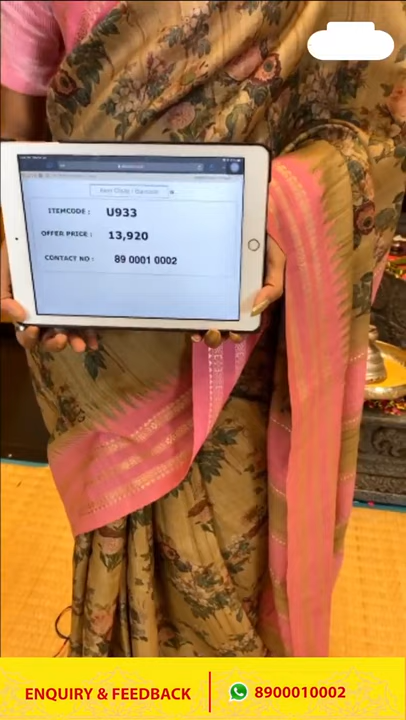 ITEMCODE : U933
OFFER PRICE : 13,920
CONTACT NO : 89 0001 0002
ENQUIRY & FEEDBACK 8900010002